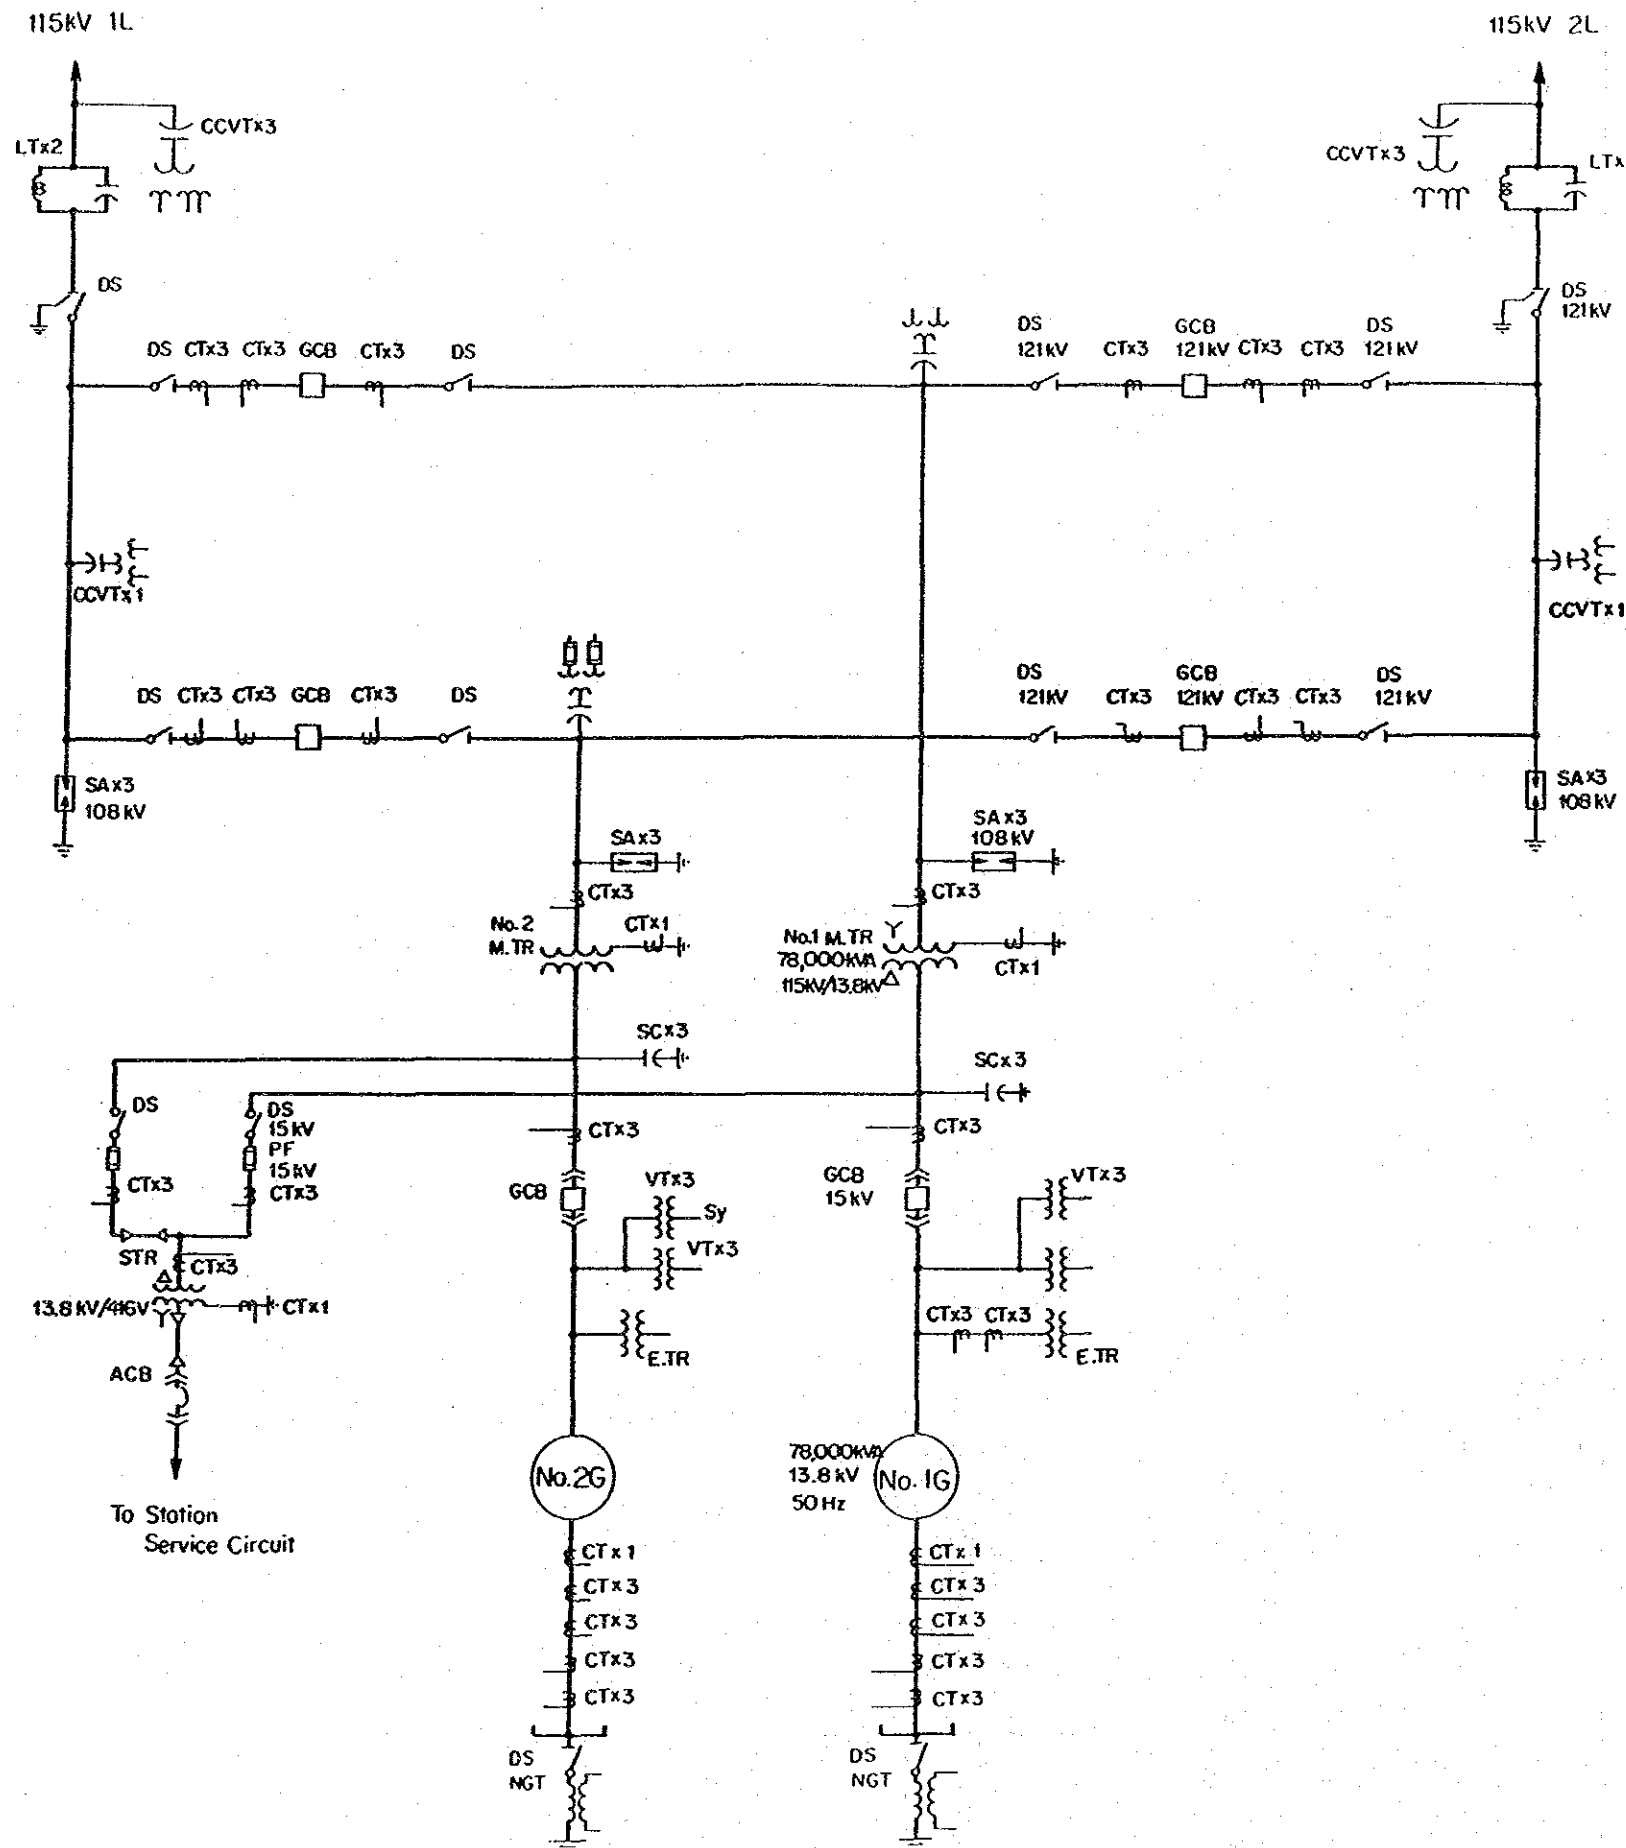 115kV 1L
115kV 2L
CCVTx3
LTx2
CCVTx3
LTx
DS
DS
121kV
DS CTx3 CTx3 GCB CTx3 DS
DS
121kV
CTx3
GCB
121kV
CTx3
CTx3
DS
121kV
CCVTx1
CCVTx1
DS CTx3 CTx3 GCB CTx3 DS
DS
121kV
CTx3
GCB
121kV
CTx3
CTx3
DS
121kV
SAx3
108kV
SAx3
108kV
SAx3
SAx3
108kV
CTx3
CTx3
No.2
M.TR
CTx1
No.1 M.TR
78,000kVA
115kV/13.8kV
Y
Δ
CTx1
SCx3
SCx3
DS
DS
15kV
PF
15kV
CTx3
CTx3
CTx3
CTx3
GCB
VTx3
Sy
VTx3
GCB
15kV
VTx3
STR
CTx3
Δ
13.8kV/416V
Y
CTx1
CTx3 CTx3
E.TR
E.TR
ACB
No.2G
78,000kVA
13.8kV
50Hz
No.1G
To Station
Service Circuit
CTx1
CTx3
CTx3
CTx3
CTx3
DS
NGT
CTx1
CTx3
CTx3
CTx3
CTx3
DS
NGT